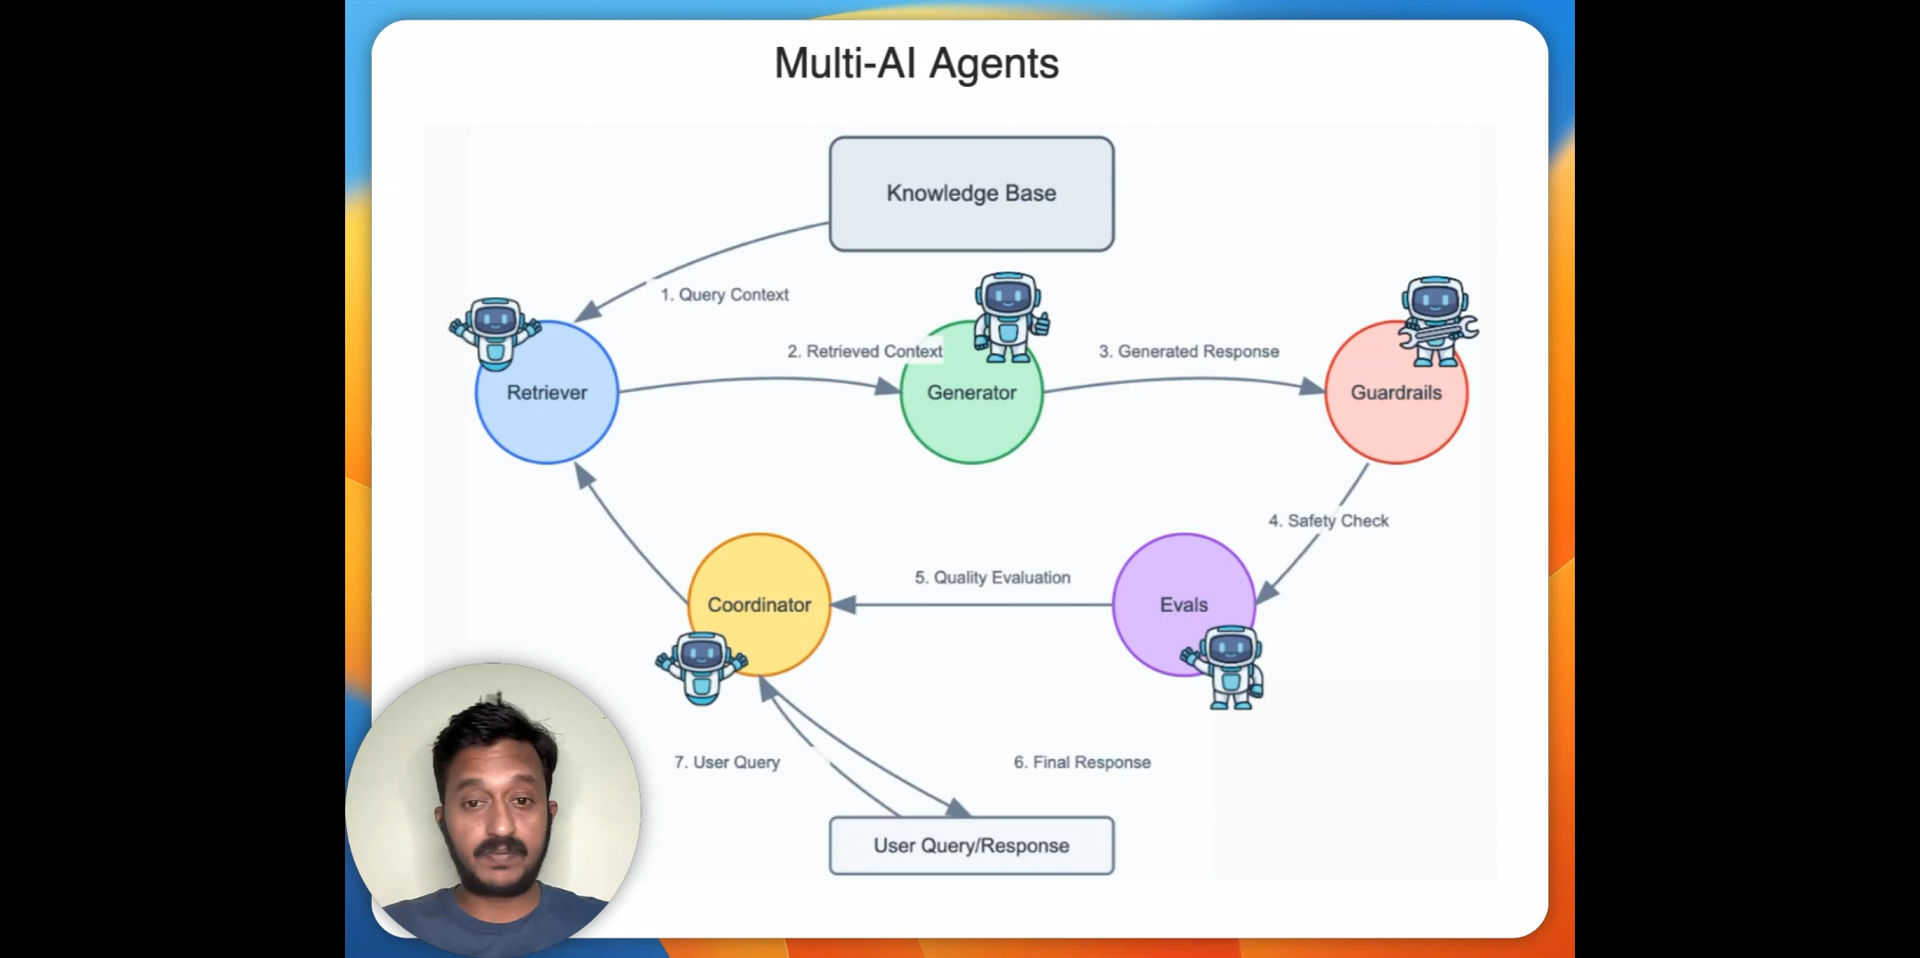 Multi-AI Agents
Knowledge Base
1. Query Context
2. Retrieved Context
3. Generated Response
Retriever
Generator
Guardrails
4. Safety Check
5. Quality Evaluation
Coordinator
Evals
7. User Query
6. Final Response
User Query/Response